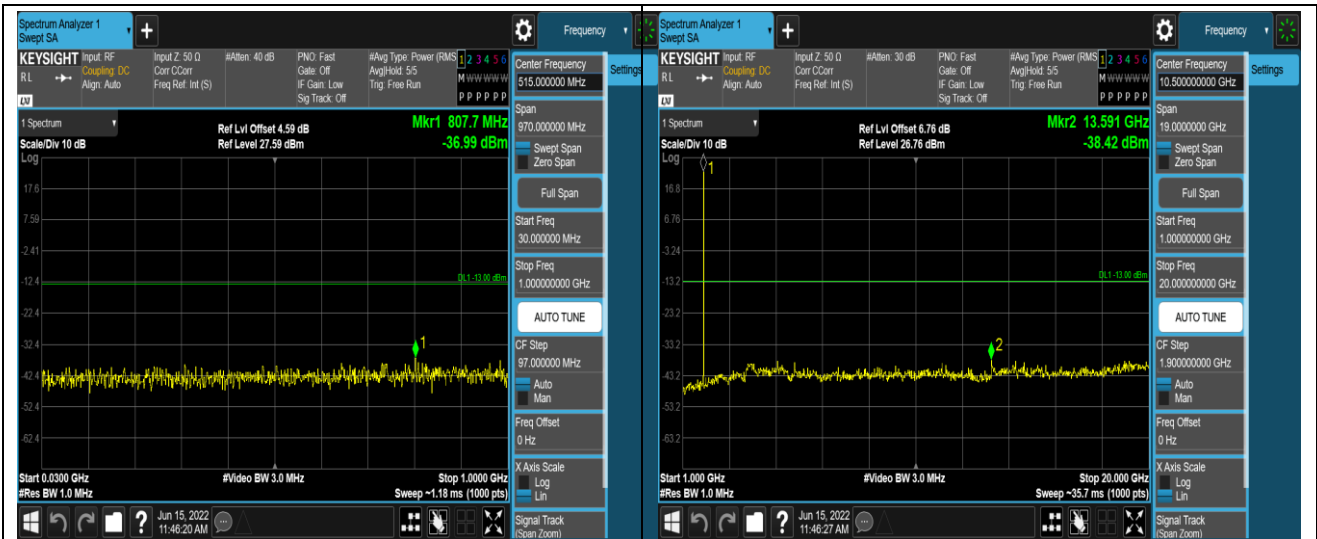 Spectrum Analyzer 1
Swept SA
+
Frequency
KEYSIGHT
Input: RF
Input Z: 50 Ω
#Atten: 40 dB
PNO: Fast
#Avg Type: Power (RMS
1 2 3 4 5 6
RL
Coupling: DC
Corr CCorr
Gate: Off
Avg|Hold: 5/5
M W W W W W
Align: Auto
Freq Ref: Int (S)
IF Gain: Low
Trig: Free Run
LXI
Sig Track: Off
P P P P P P
1 Spectrum
Ref Lvl Offset 4.59 dB
Mkr1 807.7 MHz
Scale/Div 10 dB
Ref Level 27.59 dBm
-36.99 dBm
Log
17.6
7.59
-2.41
-12.4
DL1 -13.00 dBm
-22.4
-32.4
1
-42.4
-52.4
-62.4
Start 0.0300 GHz
#Video BW 3.0 MHz
Stop 1.0000 GHz
#Res BW 1.0 MHz
Sweep ~1.18 ms (1000 pts)
Jun 15, 2022
11:46:20 AM
Center Frequency
515.000000 MHz
Settings
Span
970.000000 MHz
Swept Span
Zero Span
Full Span
Start Freq
30.000000 MHz
Stop Freq
1.000000000 GHz
AUTO TUNE
CF Step
97.000000 MHz
Auto
Man
Freq Offset
0 Hz
X Axis Scale
Log
Lin
Signal Track
(Span Zoom)
Spectrum Analyzer 1
Swept SA
+
Frequency
KEYSIGHT
Input: RF
Input Z: 50 Ω
#Atten: 30 dB
PNO: Fast
#Avg Type: Power (RMS
1 2 3 4 5 6
RL
Coupling: DC
Corr CCorr
Gate: Off
Avg|Hold: 5/5
M W W W W W
Align: Auto
Freq Ref: Int (S)
IF Gain: Low
Trig: Free Run
LXI
Sig Track: Off
P P P P P P
1 Spectrum
Ref Lvl Offset 6.76 dB
Mkr2 13.591 GHz
Scale/Div 10 dB
Ref Level 26.76 dBm
-38.42 dBm
Log
1
16.8
6.76
-3.24
-13.2
DL1 -13.00 dBm
-23.2
-33.2
2
-43.2
-53.2
-63.2
Start 1.000 GHz
#Video BW 3.0 MHz
Stop 20.000 GHz
#Res BW 1.0 MHz
Sweep ~35.7 ms (1000 pts)
Jun 15, 2022
11:46:27 AM
Center Frequency
10.500000000 GHz
Settings
Span
19.0000000 GHz
Swept Span
Zero Span
Full Span
Start Freq
1.000000000 GHz
Stop Freq
20.000000000 GHz
AUTO TUNE
CF Step
1.900000000 GHz
Auto
Man
Freq Offset
0 Hz
X Axis Scale
Log
Lin
Signal Track
(Span Zoom)